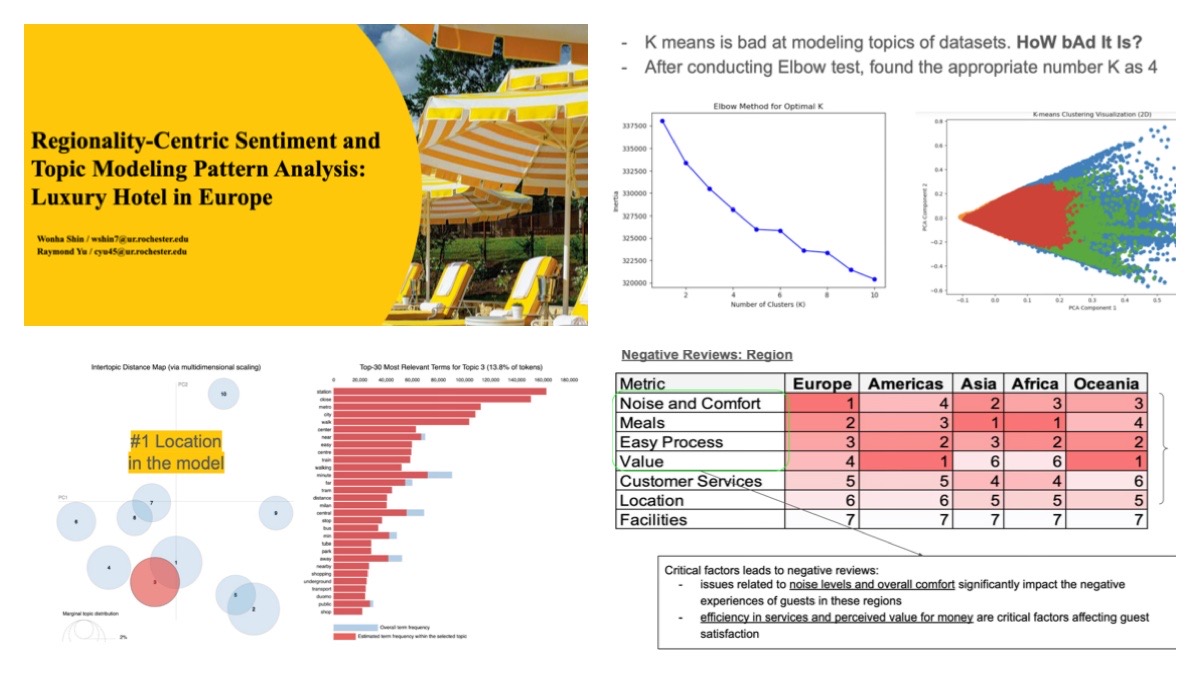 Regionality-Centric Sentiment and
Topic Modeling Pattern Analysis:
Luxury Hotel in Europe
Wonha Shin / wshin7@ur.rochester.edu
Raymond Yu / cyu45@ur.rochester.edu
- K means is bad at modeling topics of datasets. HoW bAd It Is?
- After conducting Elbow test, found the appropriate number K as 4
Elbow Method for Optimal K
337500
335000
332500
330000
327500
325000
322500
320000
Inertia
2 4 6 8 10
Number of Clusters (K)
K-means Clustering Visualization (2D)
0.8
0.6
0.4
0.2
0.0
−0.2
−0.4
−0.6
PCA Component 2
−0.1 0.0 0.1 0.2 0.3 0.4 0.5
PCA Component 1
Intertopic Distance Map (via multidimensional scaling)
PC2
10
#1 Location
in the model
PC1
7
8
6
9
4
1
3
5
2
Marginal topic distribution
2%
Top-30 Most Relevant Terms for Topic 3 (13.8% of tokens)
0 20,000 40,000 60,000 80,000 100,000 120,000 140,000 160,000 180,000
station
close
metro
city
walk
center
near
easy
centre
train
walking
minute
far
tram
distance
milan
central
stop
bus
min
tube
park
away
nearby
shopping
underground
transport
duomo
public
shop
Overall term frequency
Estimated term frequency within the selected topic
Negative Reviews: Region
Metric Europe Americas Asia Africa Oceania
Noise and Comfort 1 4 2 3 3
Meals 2 3 1 1 4
Easy Process 3 2 3 2 2
Value 4 1 6 6 1
Customer Services 5 5 4 4 6
Location 6 6 5 5 5
Facilities 7 7 7 7 7
Critical factors leads to negative reviews:
- issues related to noise levels and overall comfort significantly impact the negative
experiences of guests in these regions
- efficiency in services and perceived value for money are critical factors affecting guest
satisfaction